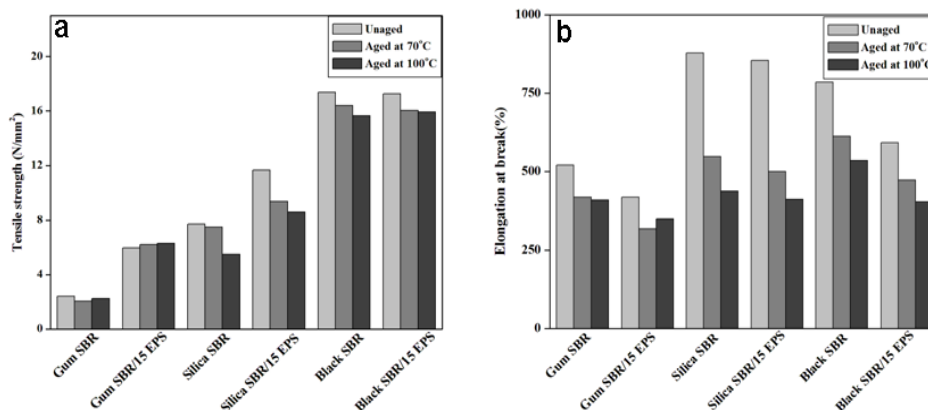 a
Unaged
Aged at 70°C
Aged at 100°C
20
16
12
8
4
0
Tensile strength (N/mm²)
Gum SBR
Gum SBR/15 EPS
Silica SBR
Silica SBR/15 EPS
Black SBR
Black SBR/15 EPS
b
Unaged
Aged at 70°C
Aged at 100°C
1000
750
500
250
0
Elongation at break(%)
Gum SBR
Gum SBR/15 EPS
Silica SBR
Silica SBR/15 EPS
Black SBR
Black SBR/15 EPS